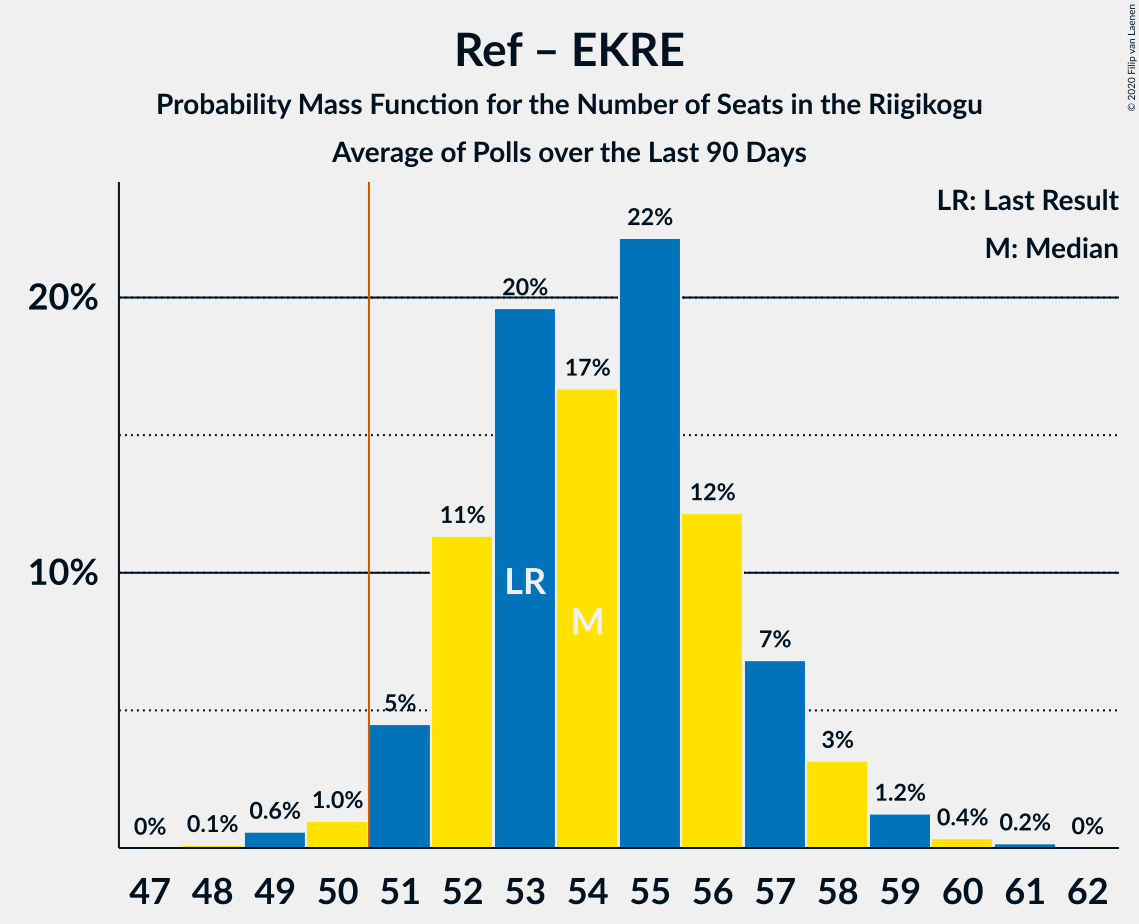 Ref – EKRE
Probability Mass Function for the Number of Seats in the Riigikogu
Average of Polls over the Last 90 Days
© 2020 Filip van Laenen
LR: Last Result
M: Median
20%
10%
0% 0.1% 0.6% 1.0% 5% 11% 20% 17% 22% 12% 7% 3% 1.2% 0.4% 0.2% 0%
LR
M
47 48 49 50 51 52 53 54 55 56 57 58 59 60 61 62